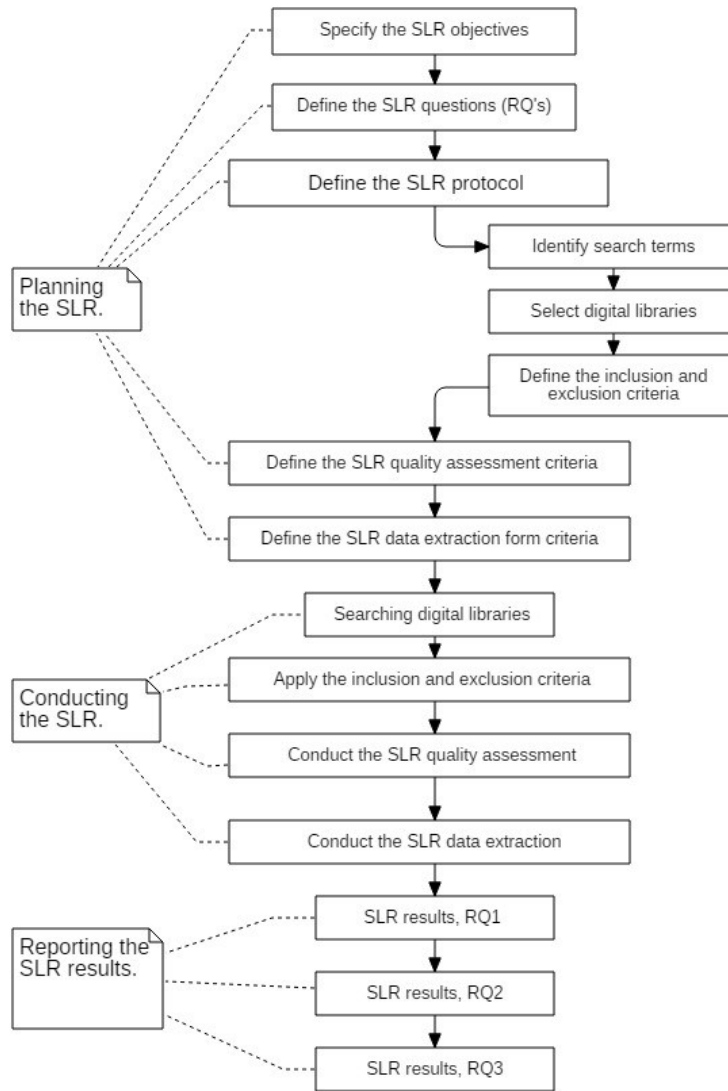 Specify the SLR objectives
Define the SLR questions (RQ's)
Define the SLR protocol
Identify search terms
Planning
the SLR.
Select digital libraries
Define the inclusion and
exclusion criteria
Define the SLR quality assessment criteria
Define the SLR data extraction form criteria
Searching digital libraries
Conducting
the SLR.
Apply the inclusion and exclusion criteria
Conduct the SLR quality assessment
Conduct the SLR data extraction
Reporting the
SLR results.
SLR results, RQ1
SLR results, RQ2
SLR results, RQ3